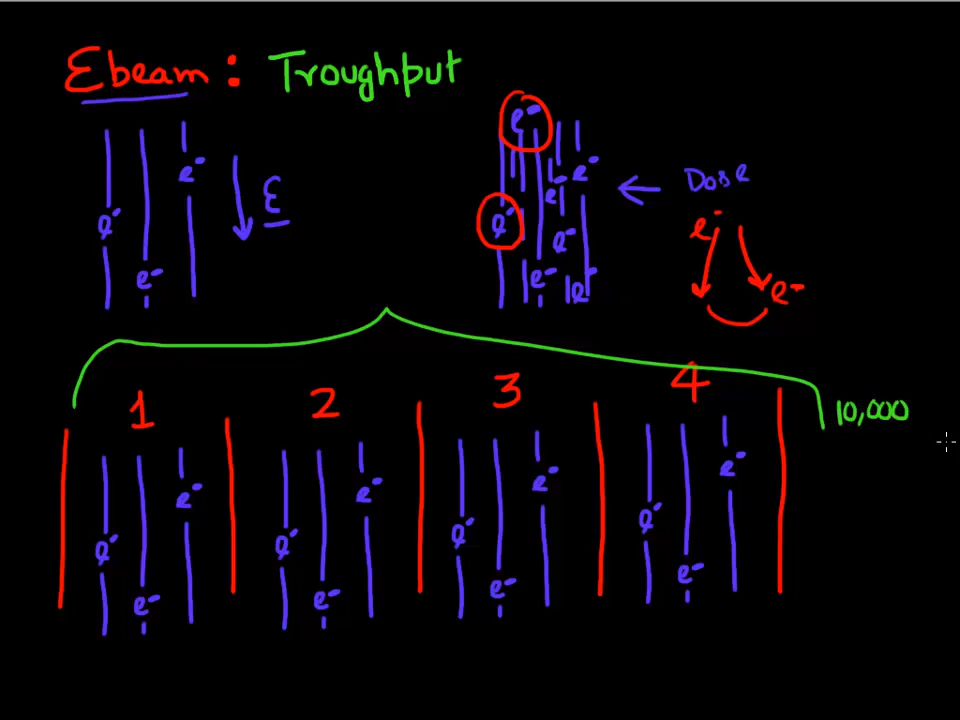 Ebeam : Troughput
e- e- e- E
e- e- e- e- e- e- e-
Dose
e- e-
10,000
1 2 3 4
e- e- e- e- e- e- e- e- e- e- e- e-